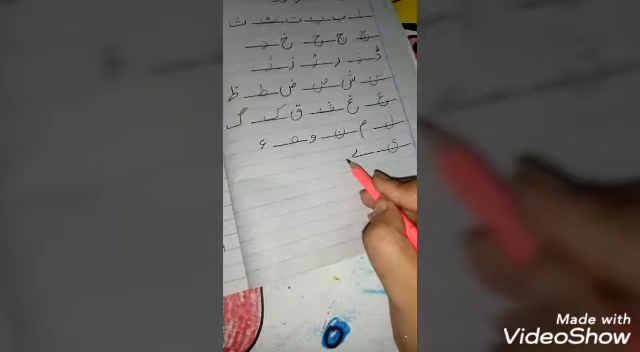 ا ب پ ت ٹ ث
ج چ ح خ د
ڈ ذ ر ڑ ز ژ
س ش ص ض ط ظ
ع غ ف ق ک گ
ل م ن و ہ ء
ی ے
Made with
VideoShow